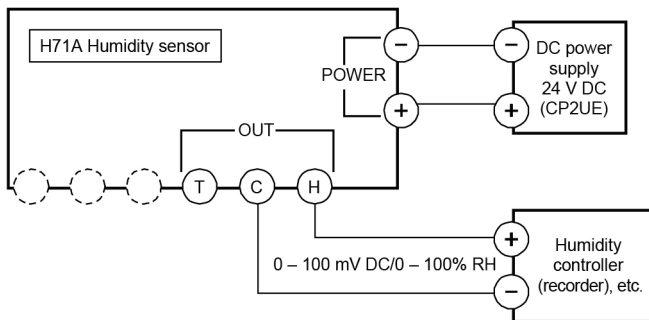 H71A Humidity sensor
POWER
−
+
−
+
DC power
supply
24 V DC
(CP2UE)
OUT
T
C
H
0 – 100 mV DC/0 – 100% RH
+
−
Humidity
controller
(recorder), etc.